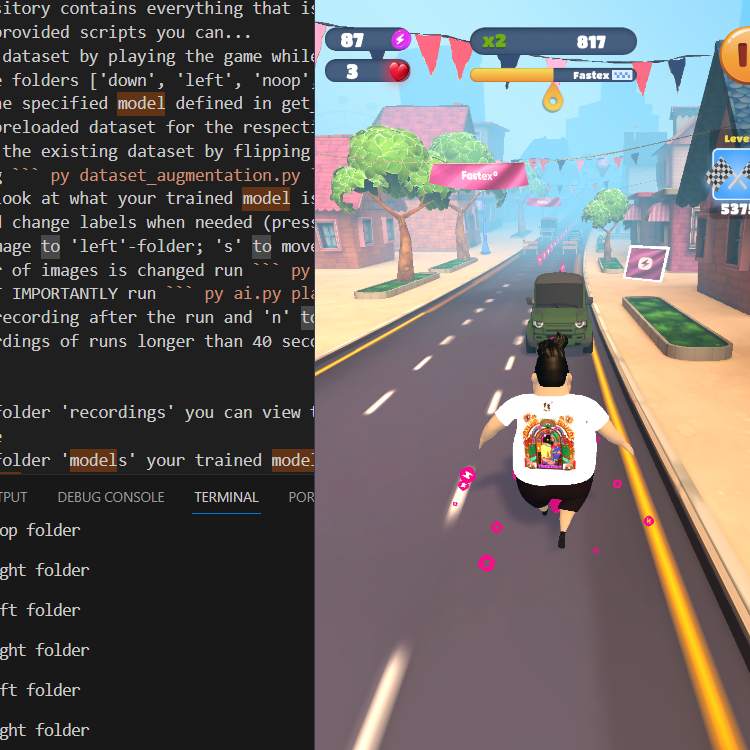 sitory contains everything that is
provided scripts you can...
dataset by playing the game while
e folders ['down', 'left', 'noop',
he specified model defined in get_
preloaded dataset for the respecti
the existing dataset by flipping
g ``` py dataset_augmentation.py
look at what your trained model is
d change labels when needed (press
mage to 'left'-folder; 's' to move
r of images is changed run ``` py
T IMPORTANTLY run ``` py ai.py pla
recording after the run and 'n' to
rdings of runs longer than 40 seco
folder 'recordings' you can view t
e
folder 'models' your trained model
TPUT DEBUG CONSOLE TERMINAL POR
op folder
ght folder
ft folder
ght folder
ft folder
ght folder
87
x2 817
3
Fastex
Fastex
Level
537